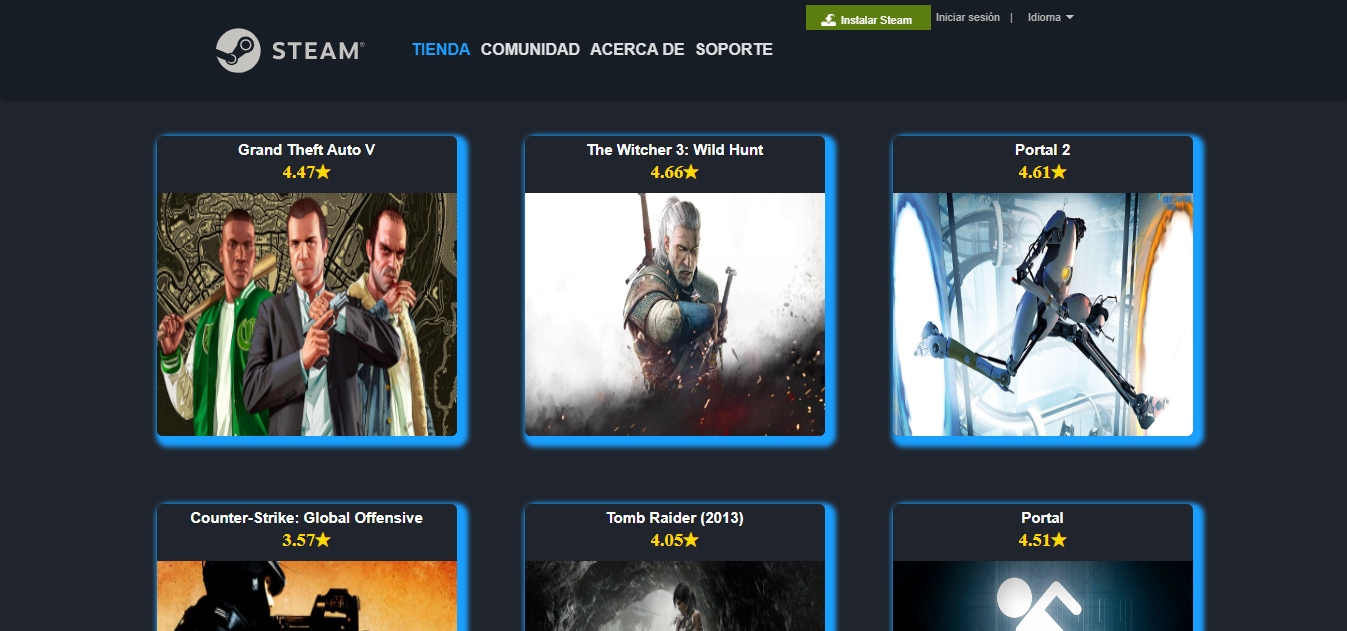 Instalar Steam Iniciar sesión | Idioma
STEAM® TIENDA COMUNIDAD ACERCA DE SOPORTE
Grand Theft Auto V
4.47★
The Witcher 3: Wild Hunt
4.66★
Portal 2
4.61★
Counter-Strike: Global Offensive
3.57★
Tomb Raider (2013)
4.05★
Portal
4.51★